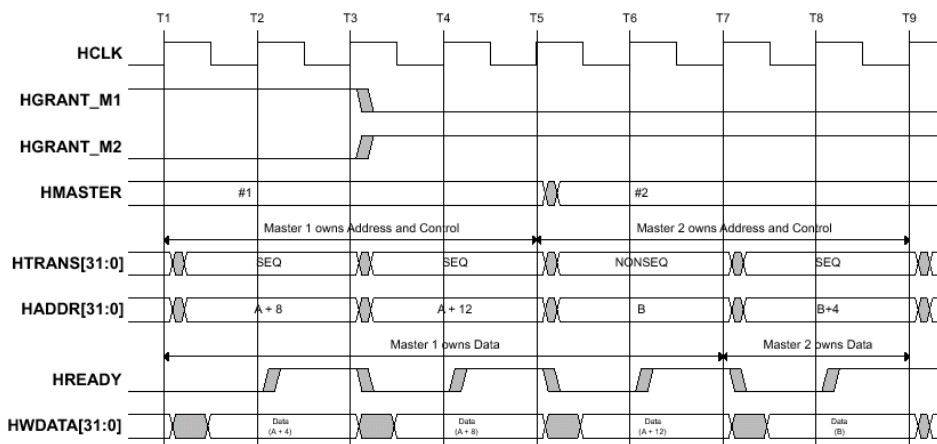 T1 T2 T3 T4 T5 T6 T7 T8 T9
HCLK
HGRANT_M1
HGRANT_M2
HMASTER #1 #2
Master 1 owns Address and Control Master 2 owns Address and Control
HTRANS[31:0] SEQ SEQ NONSEQ SEQ
HADDR[31:0] A + 8 A + 12 B B+4
Master 1 owns Data Master 2 owns Data
HREADY
HWDATA[31:0] Data Data Data Data
(A + 4) (A + 8) (A + 12) (B)